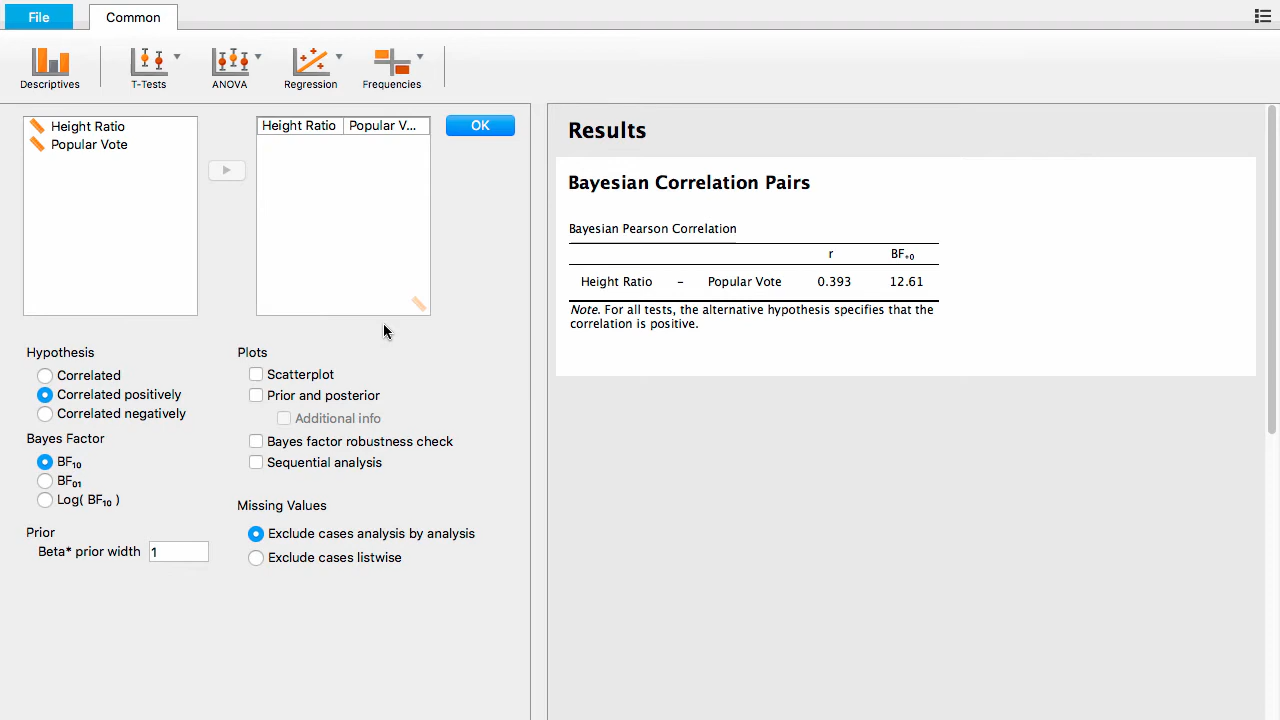 File
Common
Descriptives
T-Tests
ANOVA
Regression
Frequencies
Height Ratio
Popular Vote
Height Ratio Popular V...
OK
Hypothesis
Correlated
Correlated positively
Correlated negatively
Bayes Factor
BF₁₀
BF₀₁
Log( BF₁₀ )
Prior
Beta* prior width 1
Plots
Scatterplot
Prior and posterior
Additional info
Bayes factor robustness check
Sequential analysis
Missing Values
Exclude cases analysis by analysis
Exclude cases listwise
Results
Bayesian Correlation Pairs
Bayesian Pearson Correlation
r BF₊₀
Height Ratio - Popular Vote 0.393 12.61
Note. For all tests, the alternative hypothesis specifies that the
correlation is positive.